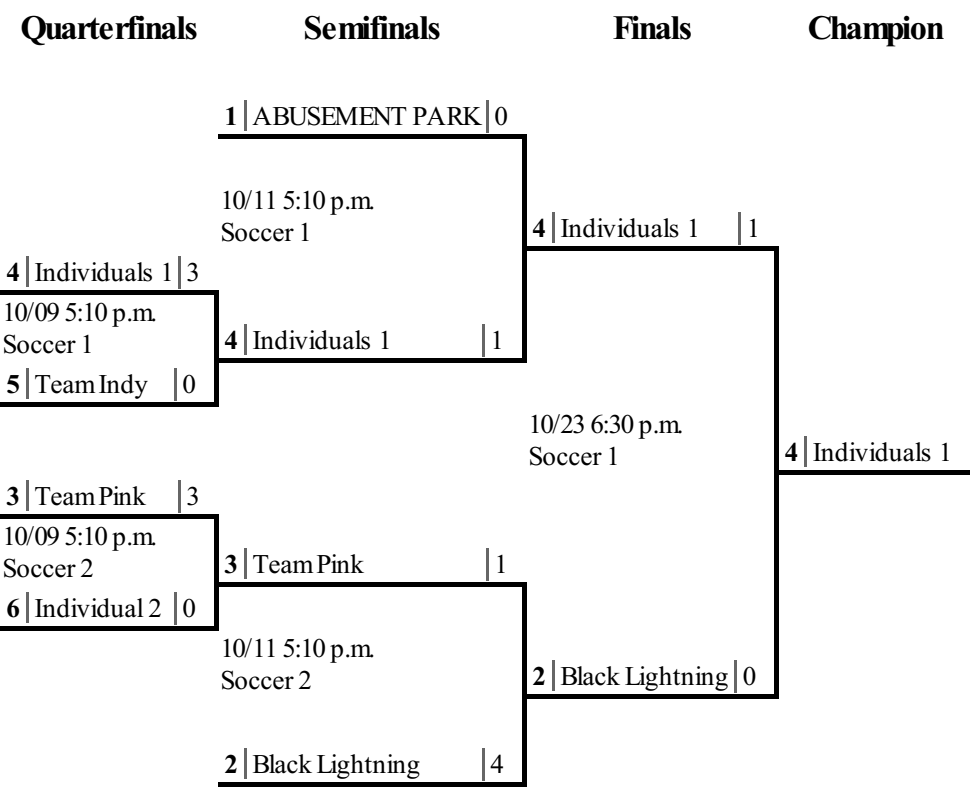 Quarterfinals Semifinals Finals Champion
1 ABUSEMENT PARK 0
10/11 5:10 p.m.
Soccer 1
4 Individuals 1 1
4 Individuals 1 3
10/09 5:10 p.m.
Soccer 1
4 Individuals 1 1
5 Team Indy 0
10/23 6:30 p.m.
Soccer 1
4 Individuals 1
3 Team Pink 3
10/09 5:10 p.m.
Soccer 2
3 Team Pink 1
6 Individual 2 0
10/11 5:10 p.m.
Soccer 2
2 Black Lightning 0
2 Black Lightning 4